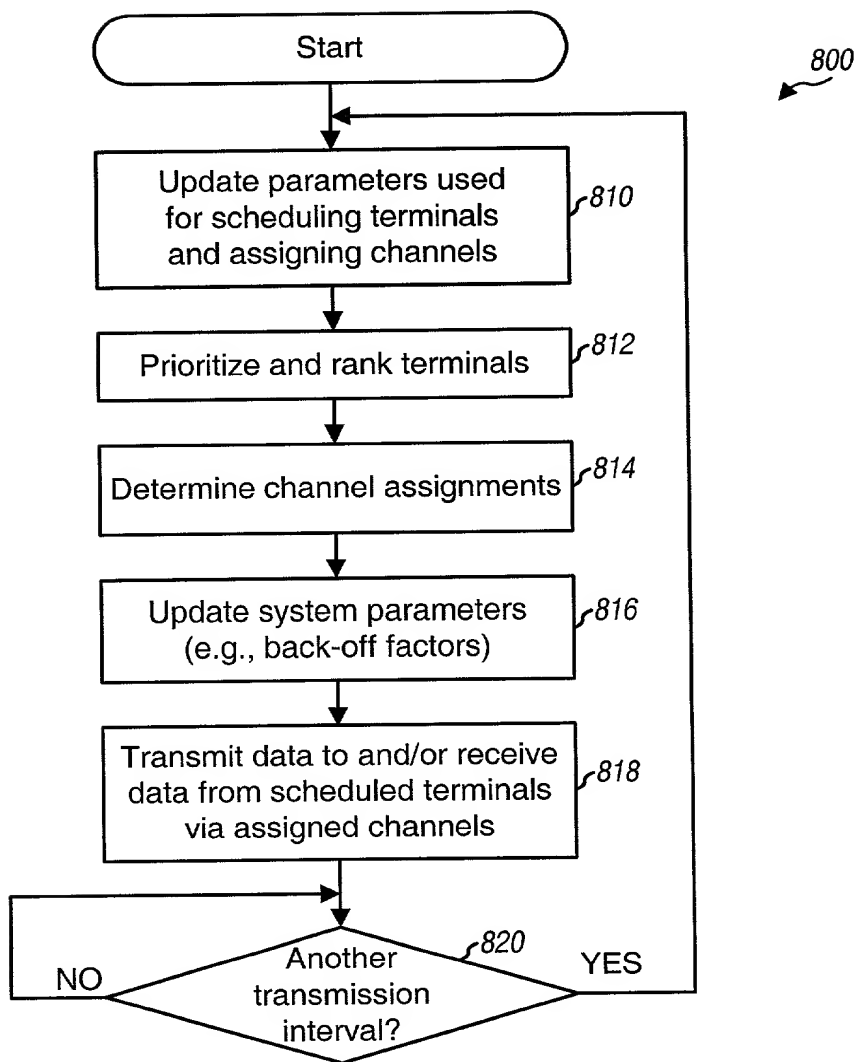 Start
800
Update parameters used
for scheduling terminals
and assigning channels
810
Prioritize and rank terminals
812
Determine channel assignments
814
Update system parameters
(e.g., back-off factors)
816
Transmit data to and/or receive
data from scheduled terminals
via assigned channels
818
820
NO
Another
transmission
interval?
YES